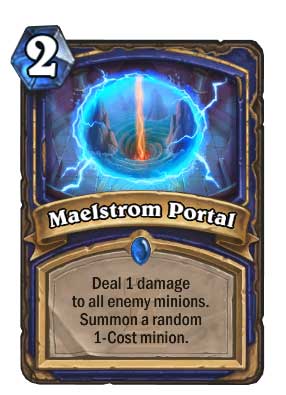 2
Maelstrom Portal
Deal 1 damage
to all enemy minions.
Summon a random
1-Cost minion.